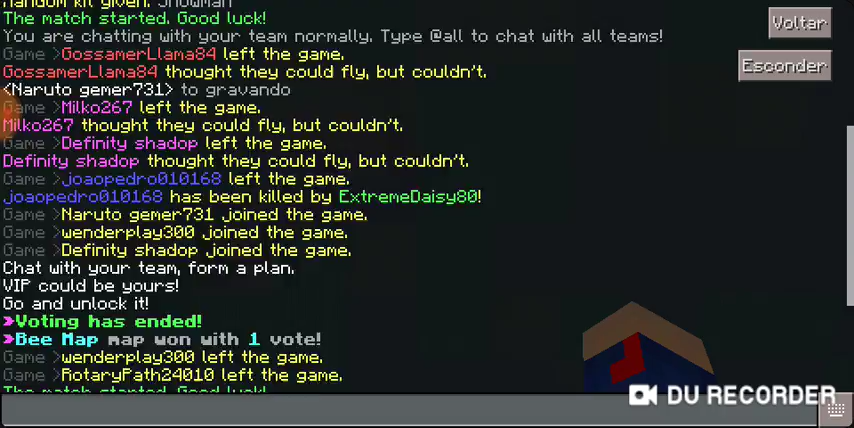 Random kit given: Snowman
The match started. Good luck!
You are chatting with your team normally. Type @all to chat with all teams!
Game >GossamerLlama84 left the game.
GossamerLlama84 thought they could fly, but couldn't.
<Naruto gemer731> to gravando
Game >Milko267 left the game.
Milko267 thought they could fly, but couldn't.
Game >Definity shadop left the game.
Definity shadop thought they could fly, but couldn't.
Game >joaopedro010168 left the game.
joaopedro010168 has been killed by ExtremeDaisy80!
Game >Naruto gemer731 joined the game.
Game >wenderplay300 joined the game.
Game >Definity shadop joined the game.
Chat with your team, form a plan.
VIP could be yours!
Go and unlock it!
>Voting has ended!
>Bee Map map won with 1 vote!
Game >wenderplay300 left the game.
Game >RotaryPath24010 left the game.
The match started. Good luck!
Voltar
Esconder
DU RECORDER